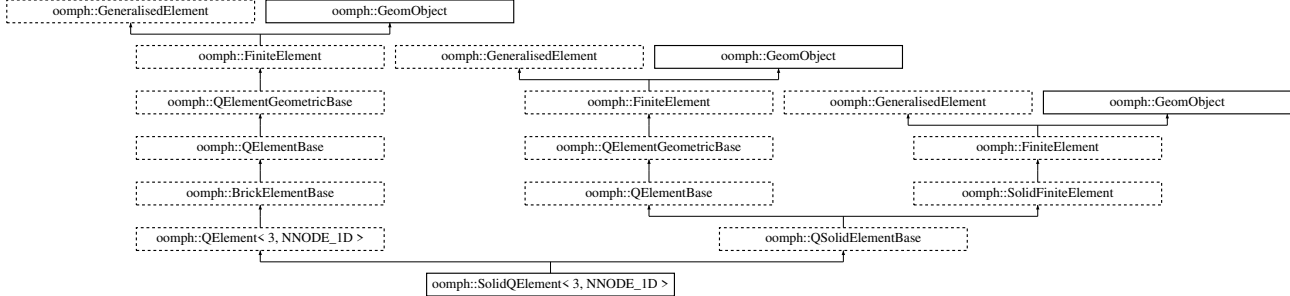 oomph::GeneralisedElement oomph::GeomObject
oomph::FiniteElement oomph::GeneralisedElement oomph::GeomObject
oomph::QElementGeometricBase oomph::FiniteElement oomph::GeneralisedElement oomph::GeomObject
oomph::QElementBase oomph::QElementGeometricBase oomph::FiniteElement
oomph::BrickElementBase oomph::QElementBase oomph::SolidFiniteElement
oomph::QElement< 3, NNODE_1D > oomph::QSolidElementBase
oomph::SolidQElement< 3, NNODE_1D >